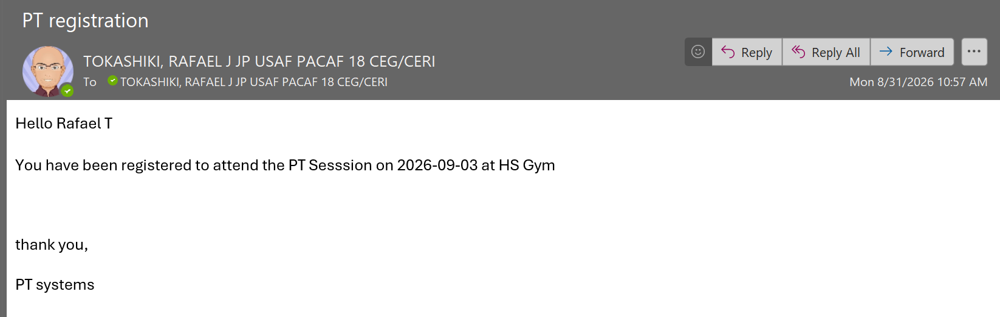 PT registration
TOKASHIKI, RAFAEL J JP USAF PACAF 18 CEG/CERI
To TOKASHIKI, RAFAEL J JP USAF PACAF 18 CEG/CERI
Reply
Reply All
Forward
Mon 8/31/2026 10:57 AM
Hello Rafael T
You have been registered to attend the PT Sesssion on 2026-09-03 at HS Gym
thank you,
PT systems